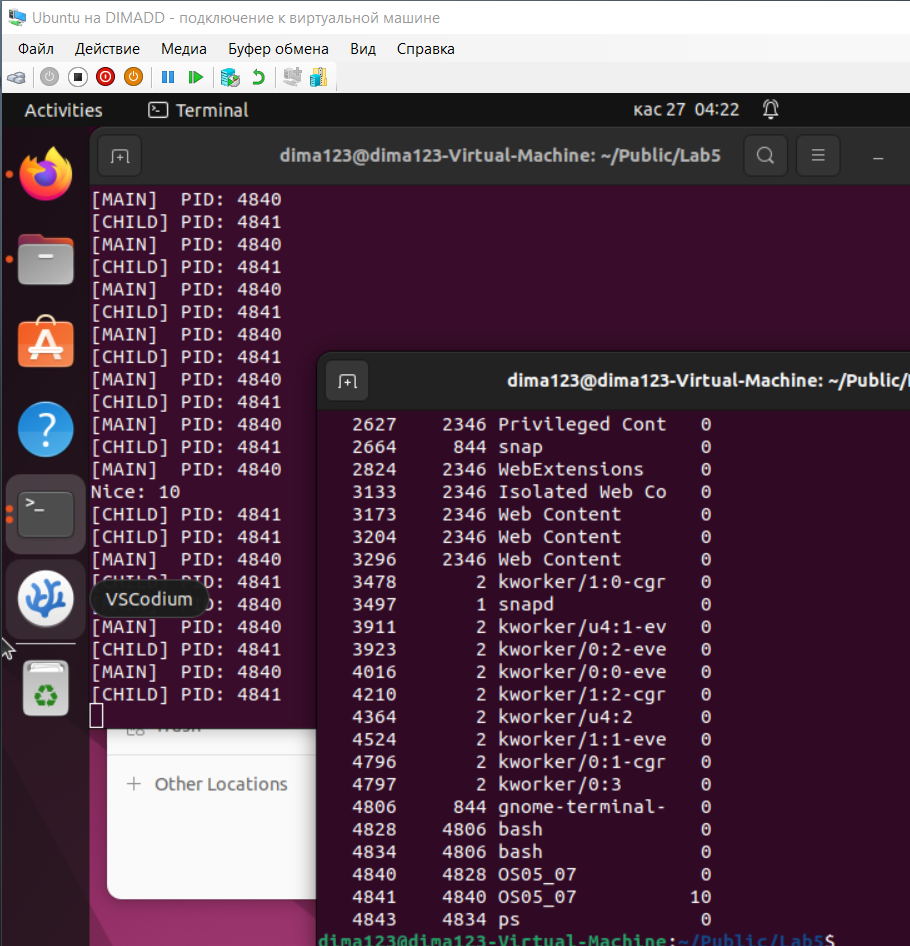 Ubuntu на DIMADD - подключение к виртуальной машине
Файл Действие Медиа Буфер обмена Вид Справка
Activities Terminal кас 27 04:22
dima123@dima123-Virtual-Machine: ~/Public/Lab5
[MAIN] PID: 4840
[CHILD] PID: 4841
[MAIN] PID: 4840
[CHILD] PID: 4841
[MAIN] PID: 4840
[CHILD] PID: 4841
[MAIN] PID: 4840
[CHILD] PID: 4841
[MAIN] PID: 4840
[CHILD] PID: 4841
[MAIN] PID: 4840
[CHILD] PID: 4841
[MAIN] PID: 4840
Nice: 10
[CHILD] PID: 4841
[CHILD] PID: 4841
[MAIN] PID: 4840
[CHILD] PID: 4841
VSCodium
4840
[MAIN] PID: 4840
[CHILD] PID: 4841
[MAIN] PID: 4840
[CHILD] PID: 4841
Trash
Other Locations
dima123@dima123-Virtual-Machine: ~/Public/
2627 2346 Privileged Cont 0
2664 844 snap 0
2824 2346 WebExtensions 0
3133 2346 Isolated Web Co 0
3173 2346 Web Content 0
3204 2346 Web Content 0
3296 2346 Web Content 0
3478 2 kworker/1:0-cgr 0
3497 1 snapd 0
3911 2 kworker/u4:1-ev 0
3923 2 kworker/0:2-eve 0
4016 2 kworker/0:0-eve 0
4210 2 kworker/1:2-cgr 0
4364 2 kworker/u4:2 0
4524 2 kworker/1:1-eve 0
4796 2 kworker/0:1-cgr 0
4797 2 kworker/0:3 0
4806 844 gnome-terminal- 0
4828 4806 bash 0
4834 4806 bash 0
4840 4828 OS05_07 0
4841 4840 OS05_07 10
4843 4834 ps 0
dima123@dima123-Virtual-Machine:~/Public/Lab5$